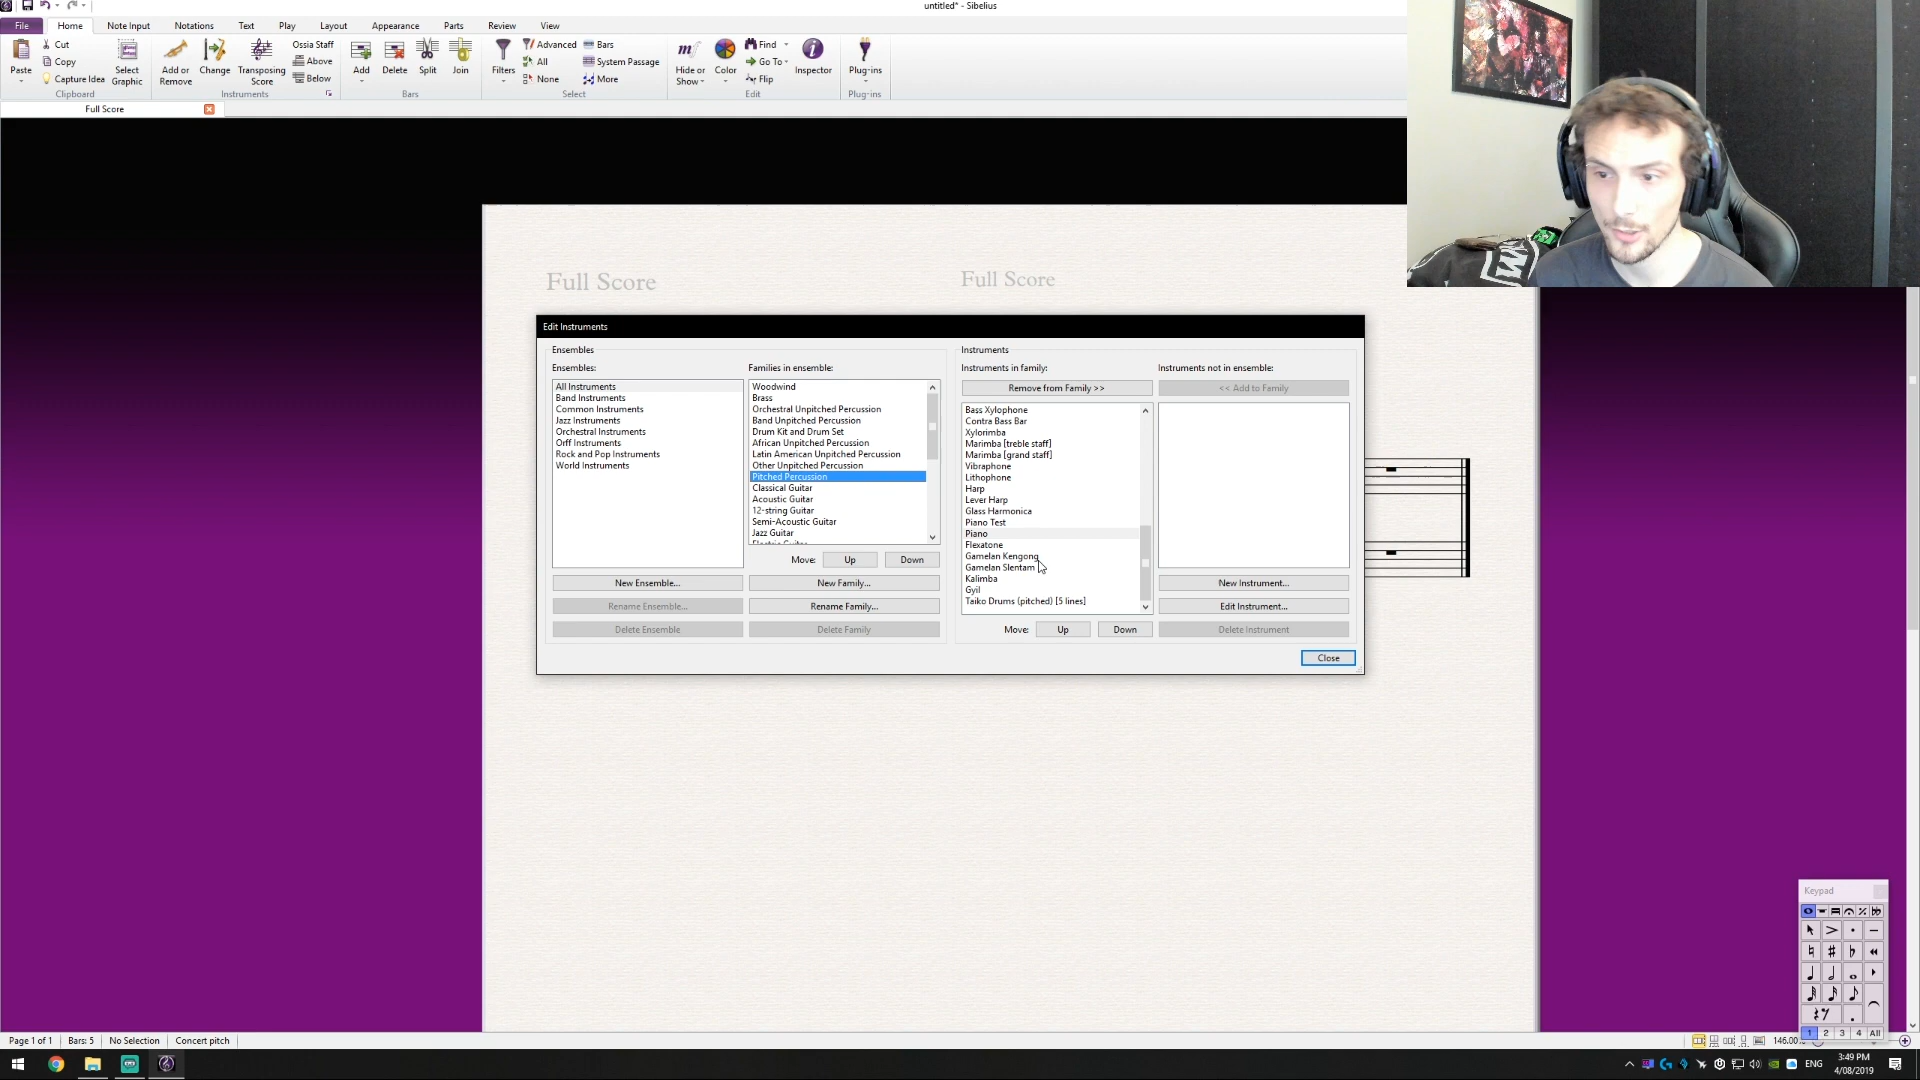 untitled* - Sibelius
File Home Note Input Notations Text Play Layout Appearance Parts Review View
Paste
Cut
Copy
Capture Idea
Select Graphic
Clipboard
Add or Remove
Change
Transposing Score
Ossia Staff
Above
Below
Instruments
Add
Delete
Split
Join
Bars
Filters
Advanced
All
None
Bars
System Passage
More
Select
Hide or Show
Color
Find
Go To
Flip
Inspector
Edit
Plug-ins
Plug-ins
Full Score
Full Score
Full Score
Edit Instruments
Ensembles
Ensembles:
All Instruments
Band Instruments
Common Instruments
Jazz Instruments
Orchestral Instruments
Orff Instruments
Rock and Pop Instruments
World Instruments
New Ensemble...
Rename Ensemble...
Delete Ensemble
Families in ensemble:
Woodwind
Brass
Orchestral Unpitched Percussion
Band Unpitched Percussion
Drum Kit and Drum Set
African Unpitched Percussion
Latin American Unpitched Percussion
Other Unpitched Percussion
Pitched Percussion
Classical Guitar
Acoustic Guitar
12-string Guitar
Semi-Acoustic Guitar
Jazz Guitar
Electric Guitar
Move: Up Down
New Family...
Rename Family...
Delete Family
Instruments
Instruments in family:
Remove from Family >>
Bass Xylophone
Contra Bass Bar
Xylorimba
Marimba [treble staff]
Marimba [grand staff]
Vibraphone
Lithophone
Harp
Lever Harp
Glass Harmonica
Piano Test
Piano
Flexatone
Gamelan Kengong
Gamelan Slentam
Kalimba
Gyil
Taiko Drums (pitched) [5 lines]
Move: Up Down
Instruments not in ensemble:
<< Add to Family
New Instrument...
Edit Instrument...
Delete Instrument
Close
Keypad
1 2 3 4 All
Page 1 of 1 Bars: 5 No Selection Concert pitch
146.00
ENG
3:49 PM
4/08/2019